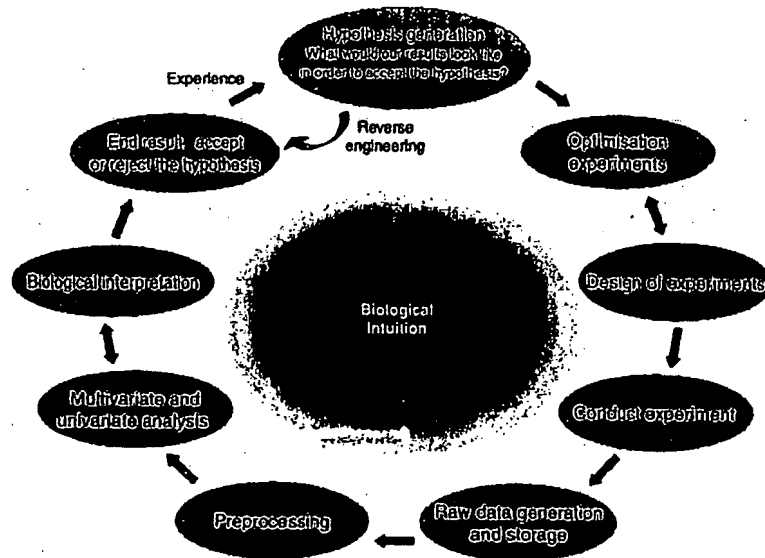 Hypothesis generation
What would our results look like
in order to accept the hypothesis?
Experience
Reverse
engineering
End result: accept
or reject the hypothesis
Optimisation
experiments
Biological interpretation
Biological
Intuition
Design of experiments
Multivariate and
univariate analysis
Conduct experiment
Preprocessing
Raw data generation
and storage